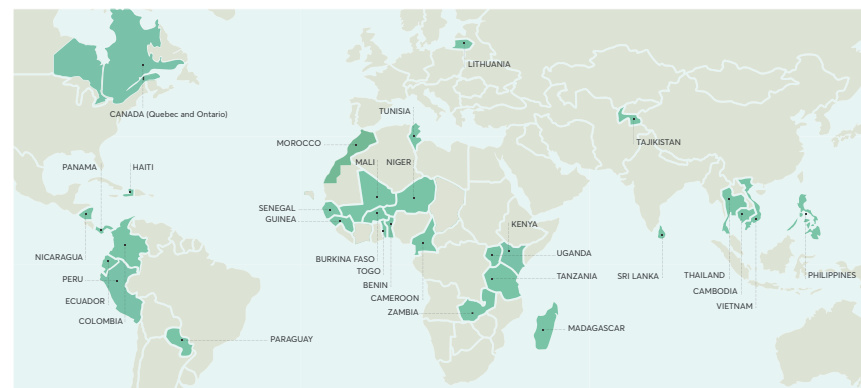 LITHUANIA
CANADA (Quebec and Ontario)
TUNISIA
MOROCCO
TAJIKISTAN
PANAMA
HAITI
MALI
NIGER
SENEGAL
GUINEA
KENYA
NICARAGUA
BURKINA FASO
UGANDA
TOGO
PERU
BENIN
TANZANIA
SRI LANKA
THAILAND
PHILIPPINES
CAMBODIA
ECUADOR
CAMEROON
VIETNAM
ZAMBIA
COLOMBIA
MADAGASCAR
PARAGUAY